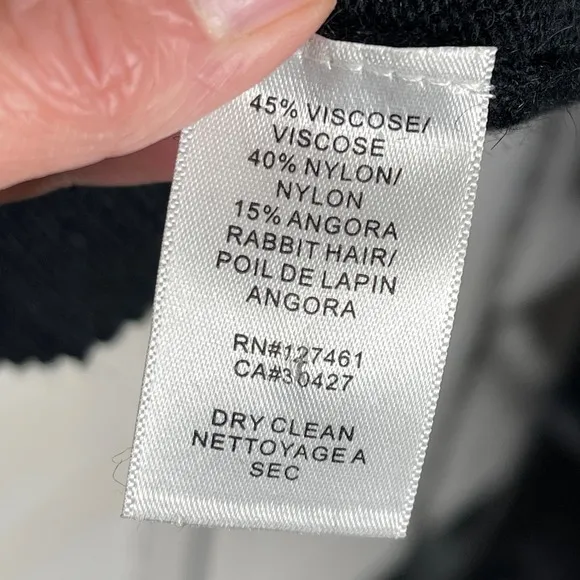 45% VISCOSE/
VISCOSE
40% NYLON/
NYLON
15% ANGORA
RABBIT HAIR/
POIL DE LAPIN
ANGORA
RN#127461
CA#30427
DRY CLEAN
NETTOYAGE A
SEC